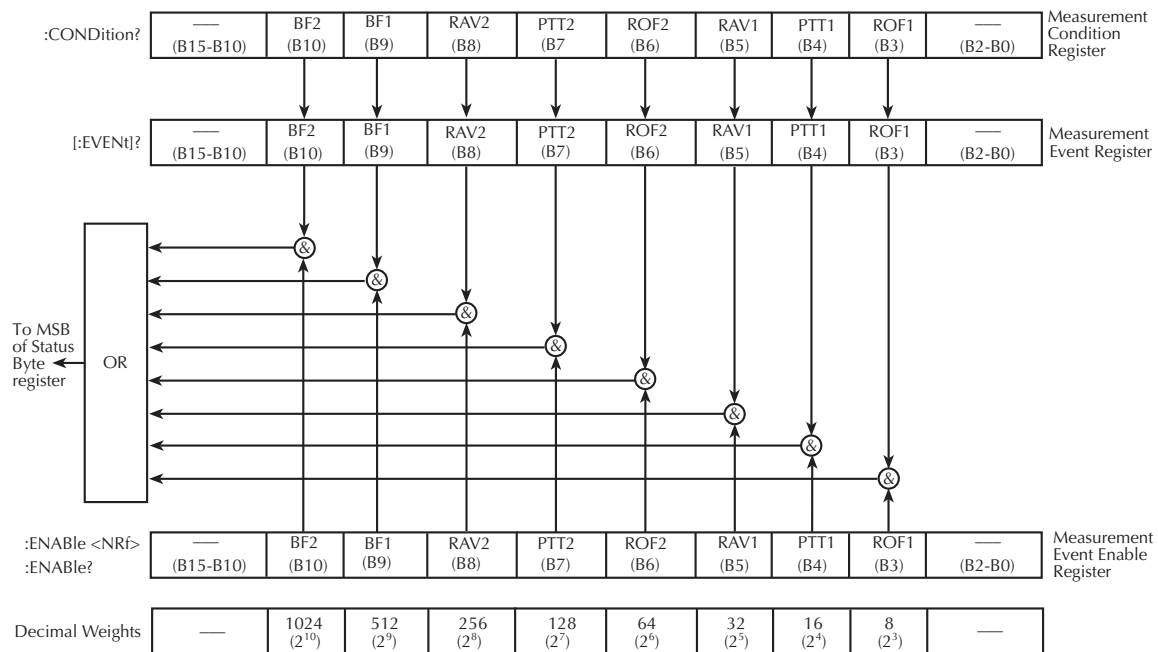 :CONDition?
—
(B15-B10)
BF2
(B10)
BF1
(B9)
RAV2
(B8)
PTT2
(B7
ROF2
(B6)
RAV1
(B5)
PTT1
(B4)
ROF1
(B3)
—
(B2-B0)
Measurement
Condition
Register
[:EVENt]?
—
(B15-B10)
BF2
(B10)
BF1
(B9)
RAV2
(B8)
PTT2
(B7)
ROF2
(B6)
RAV1
(B5)
PTT1
(B4)
ROF1
(B3)
—
(B2-B0)
Measurement
Event Register
&
&
&
&
&
&
&
&
To MSB
of Status
Byte
register
OR
:ENABle <NRf>
:ENABle?
—
(B15-B10)
BF2
(B10)
BF1
(B9)
RAV2
(B8)
PTT2
(B7)
ROF2
(B6)
RAV1
(B5)
PTT1
(B4)
ROF1
(B3)
—
(B2-B0)
Measurement
Event Enable
Register
Decimal Weights
—
1024
(2¹⁰)
512
(2⁹)
256
(2⁸)
128
(2⁷)
64
(2⁶)
32
(2⁵)
16
(2⁴)
8
(2³)
—